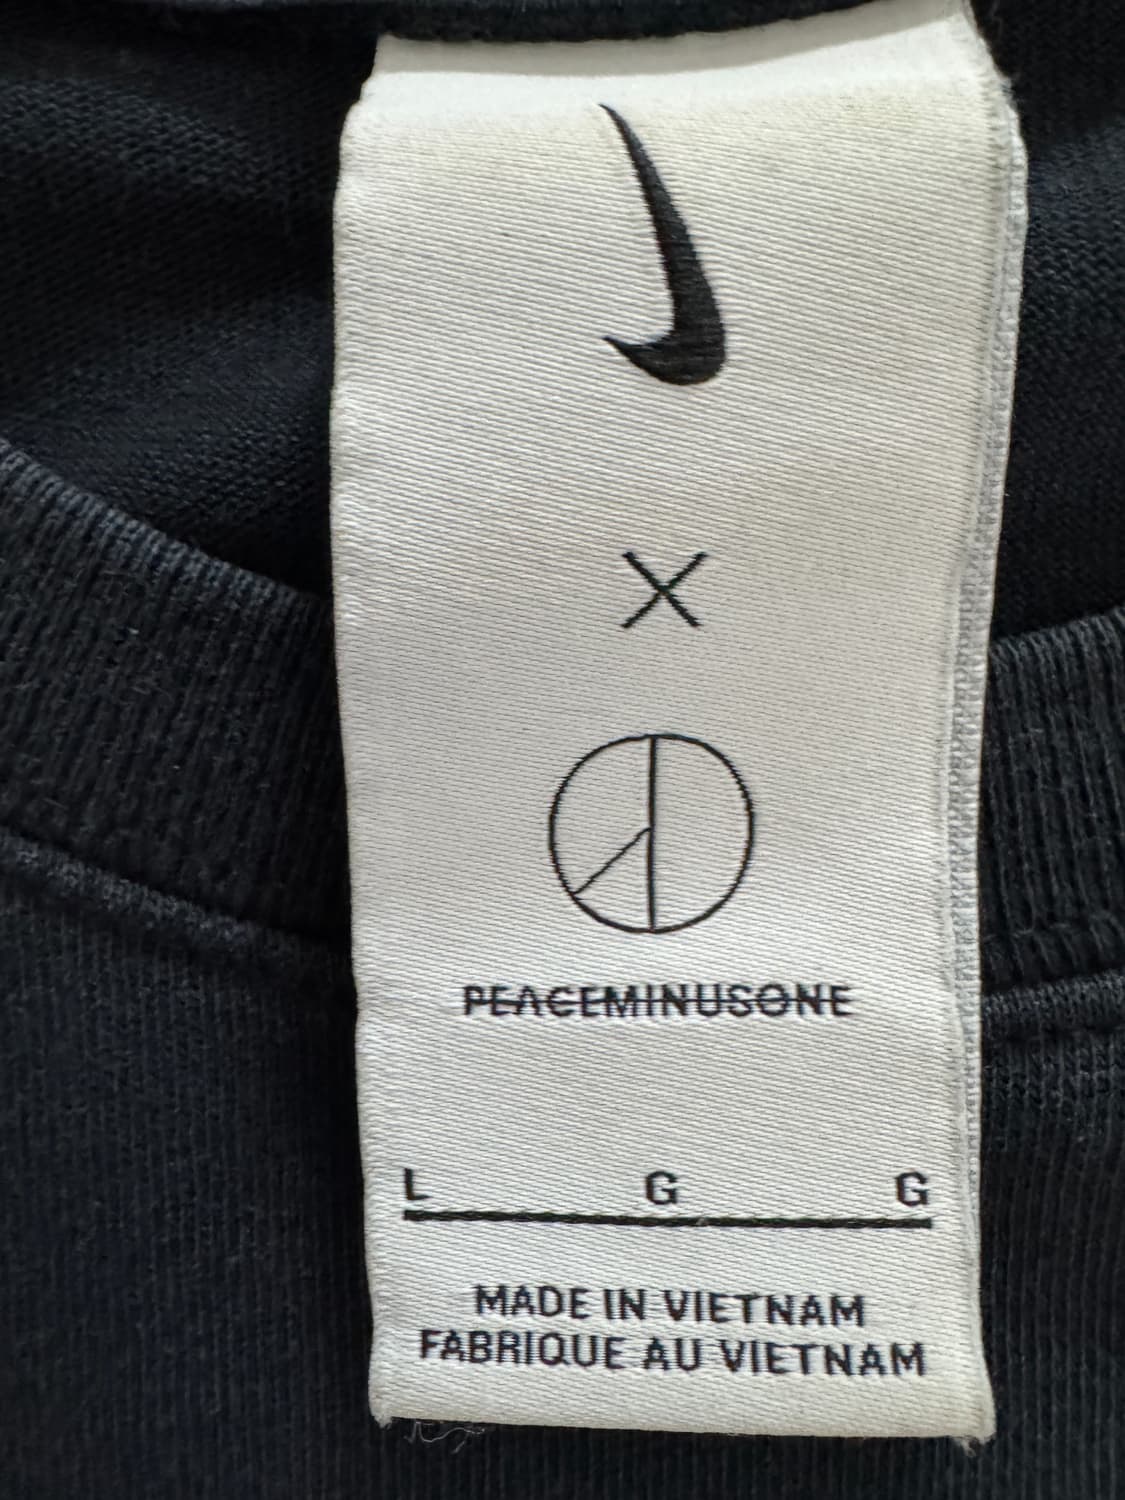 X
PEACEMINUSONE
L G G
MADE IN VIETNAM
FABRIQUE AU VIETNAM